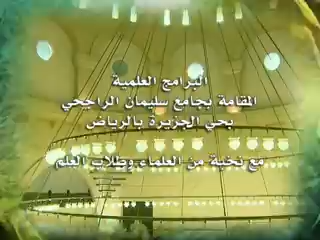 البرامج العلمية
المقامة بجامع سليمان الراجحي
بحي الجزيرة بالرياض
مع نخبة من العلماء وطلاب العلم